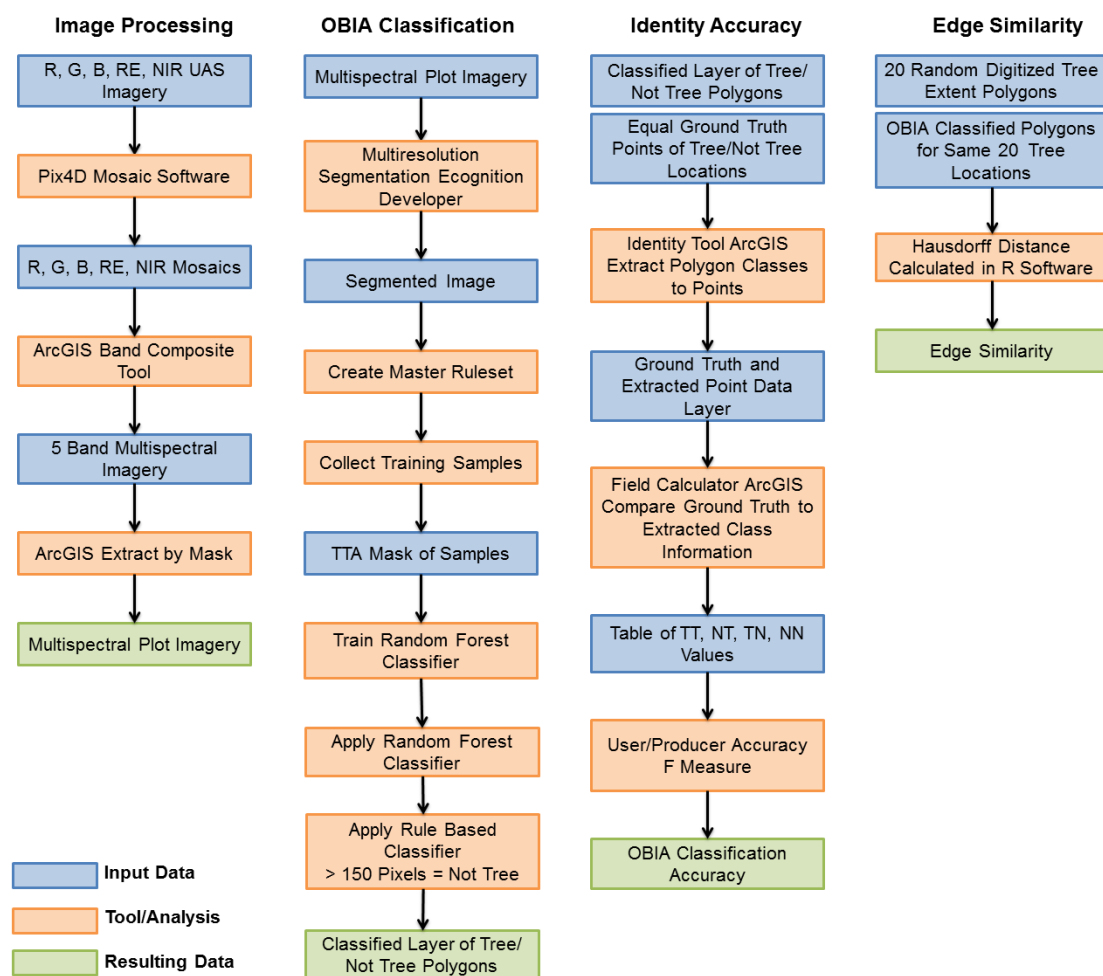 Image Processing
R, G, B, RE, NIR UAS
Imagery
Pix4D Mosaic Software
R, G, B, RE, NIR Mosaics
ArcGIS Band Composite
Tool
5 Band Multispectral
Imagery
ArcGIS Extract by Mask
Multispectral Plot Imagery
OBIA Classification
Multispectral Plot Imagery
Multiresolution
Segmentation Ecognition
Developer
Segmented Image
Create Master Ruleset
Collect Training Samples
TTA Mask of Samples
Train Random Forest
Classifier
Apply Random Forest
Classifier
Apply Rule Based
Classifier
> 150 Pixels = Not Tree
Classified Layer of Tree/
Not Tree Polygons
Identity Accuracy
Classified Layer of Tree/
Not Tree Polygons
Equal Ground Truth
Points of Tree/Not Tree
Locations
Identity Tool ArcGIS
Extract Polygon Classes
to Points
Ground Truth and
Extracted Point Data
Layer
Field Calculator ArcGIS
Compare Ground Truth to
Extracted Class
Information
Table of TT, NT, TN, NN
Values
User/Producer Accuracy
F Measure
OBIA Classification
Accuracy
Edge Similarity
20 Random Digitized Tree
Extent Polygons
OBIA Classified Polygons
for Same 20 Tree
Locations
Hausdorff Distance
Calculated in R Software
Edge Similarity
Input Data
Tool/Analysis
Resulting Data